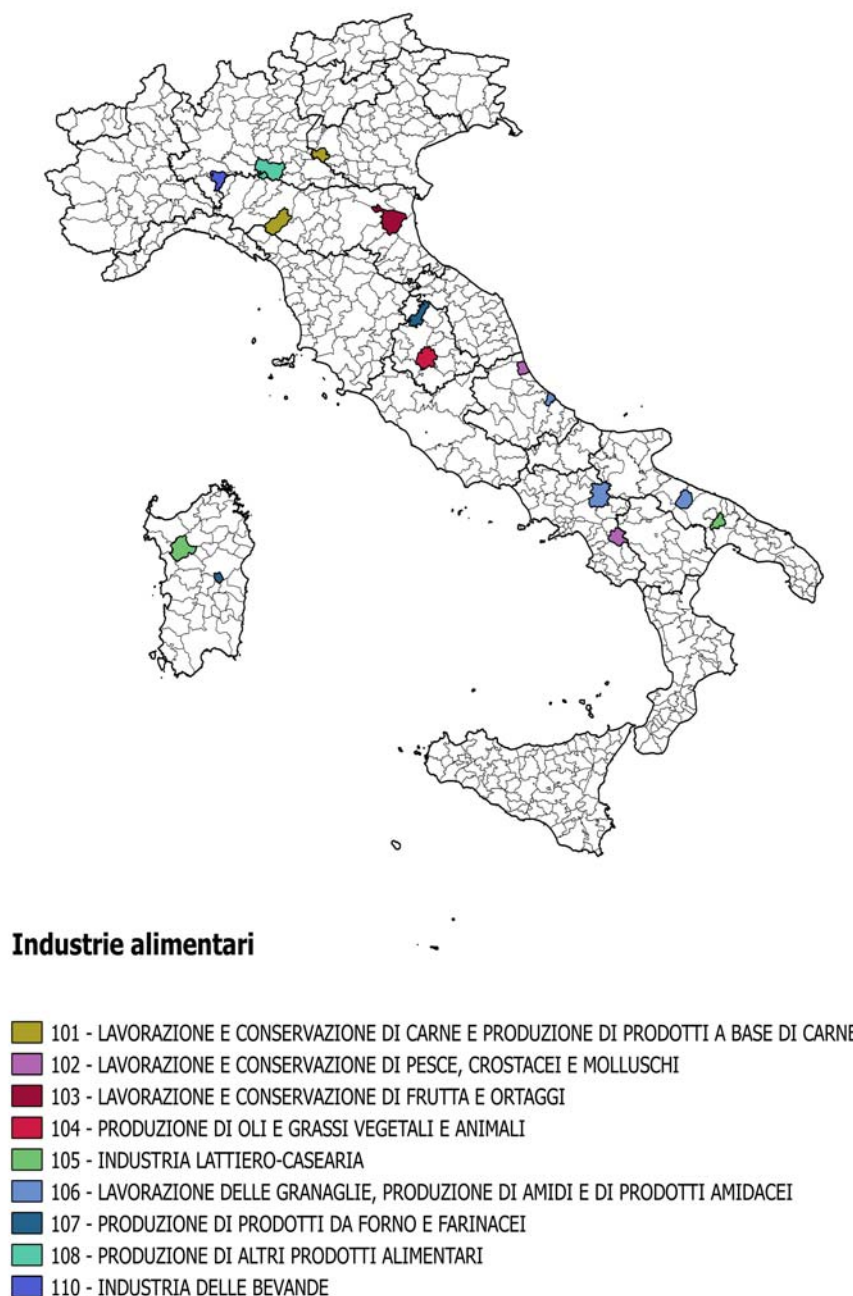 Industrie alimentari
101 - LAVORAZIONE E CONSERVAZIONE DI CARNE E PRODUZIONE DI PRODOTTI A BASE DI CARNE
102 - LAVORAZIONE E CONSERVAZIONE DI PESCE, CROSTACEI E MOLLUSCHI
103 - LAVORAZIONE E CONSERVAZIONE DI FRUTTA E ORTAGGI
104 - PRODUZIONE DI OLI E GRASSI VEGETALI E ANIMALI
105 - INDUSTRIA LATTIERO-CASEARIA
106 - LAVORAZIONE DELLE GRANAGLIE, PRODUZIONE DI AMIDI E DI PRODOTTI AMIDACEI
107 - PRODUZIONE DI PRODOTTI DA FORNO E FARINACEI
108 - PRODUZIONE DI ALTRI PRODOTTI ALIMENTARI
110 - INDUSTRIA DELLE BEVANDE